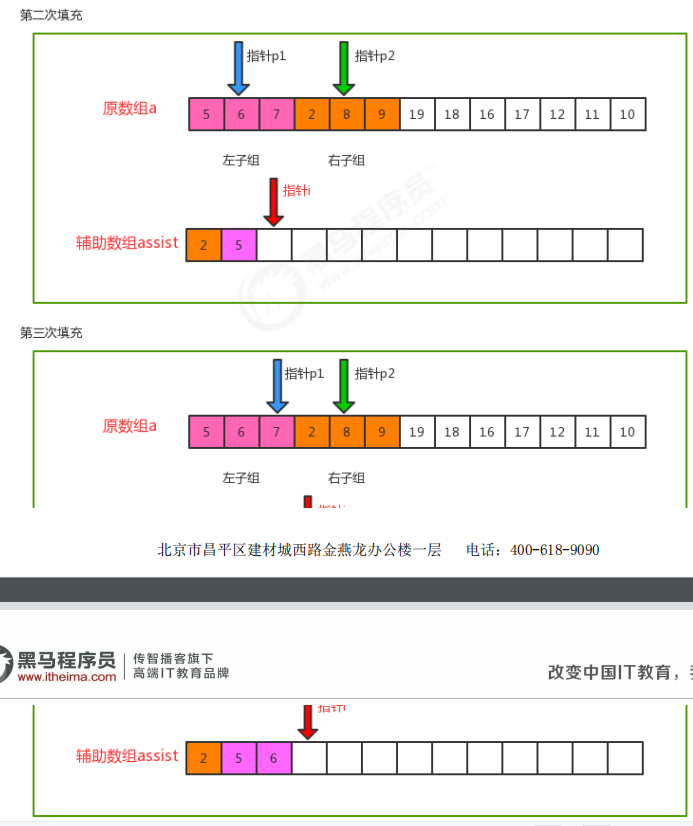 第二次填充
指针p1 指针p2
原数组a 5 6 7 2 8 9 19 18 16 17 12 11 10
左子组 右子组
指针i
辅助数组assist 2 5
黑马程序员
www.itheima.com
第三次填充
指针p1 指针p2
原数组a 5 6 7 2 8 9 19 18 16 17 12 11 10
左子组 右子组
北京市昌平区建材城西路金燕龙办公楼一层 电话：400-618-9090
黑马程序员 传智播客旗下
www.itheima.com 高端IT教育品牌
改变中国IT教育，
指针i
辅助数组assist 2 5 6